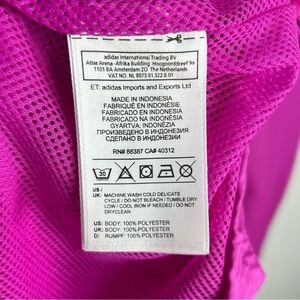 adidas International Trading BV
Atlas Arena -Afrika Building Hoogoorddreef 9a
1101 BA Amsterdam ZO The Netherlands
VAT NO. NL 8073.01.322.B.01
ET: adidas Imports and Exports Ltd
MADE IN INDONESIA
FABRIQUÉ EN INDONÉSIE
FABRICADO EN INDONESIA
FABRICADO NA INDONÉSIA
GYÁRTVA: INDONÉZIA
ПРОИЗВЕДЕНО В ИНДОНЕЗИЯ
СДЕЛАНО В ИНДОНЕЗИИ
RN# 88387 CA# 40312
30
US /
UK: MACHINE WASH COLD DELICATE
CYCLE / DO NOT BLEACH / TUMBLE DRY
LOW / COOL IRON IF NEEDED / DO NOT
DRYCLEAN
US: BODY: 100% POLYESTER
UK: BODY: 100% POLYESTER
D: RUMPF: 100% POLYESTER